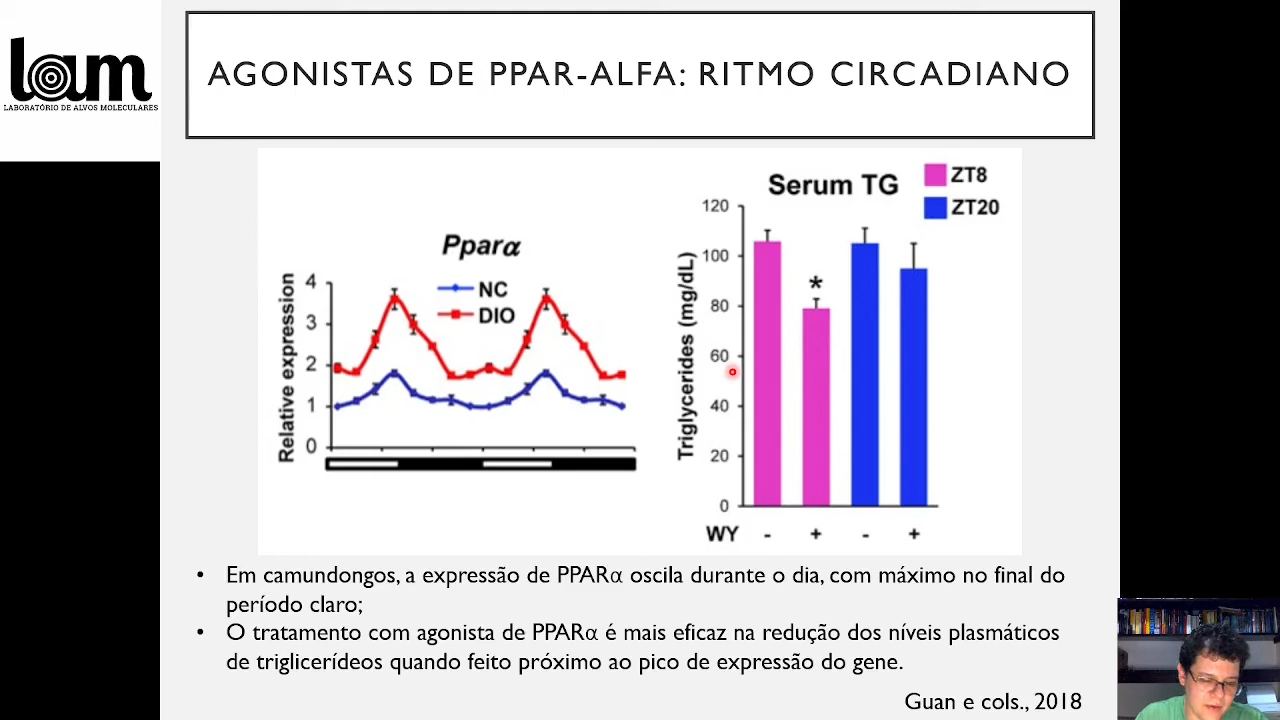 lam
LABORATÓRIO DE ALVOS MOLECULARES
AGONISTAS DE PPAR-ALFA: RITMO CIRCADIANO
Pparα
NC
DIO
Relative expression
4
3
2
1
0
Serum TG
ZT8
ZT20
Triglycerides (mg/dL)
120
100
80
60
40
20
0
*
WY - + - +
• Em camundongos, a expressão de PPARα oscila durante o dia, com máximo no final do
período claro;
• O tratamento com agonista de PPARα é mais eficaz na redução dos níveis plasmáticos
de triglicerídeos quando feito próximo ao pico de expressão do gene.
Guan e cols., 2018